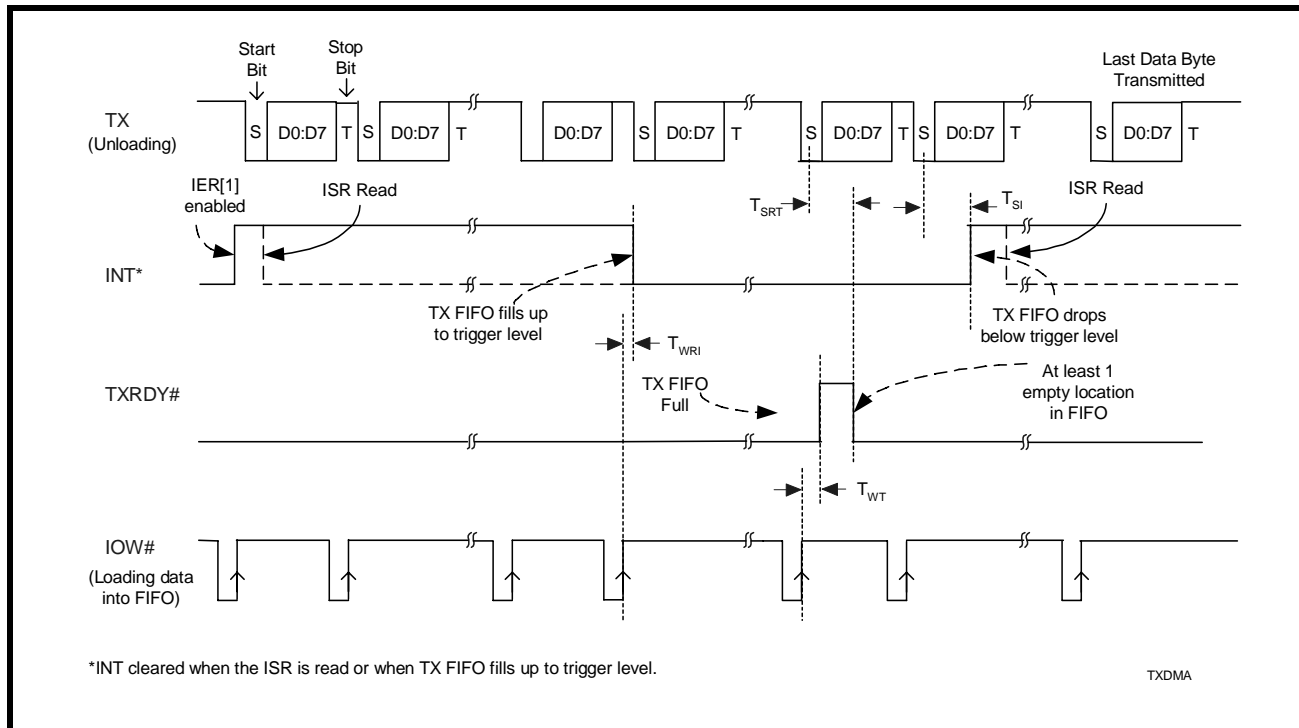 Start
Bit
Stop
Bit
Last Data Byte
Transmitted
TX
(Unloading)
S D0:D7 T S D0:D7 T D0:D7 S D0:D7 T S D0:D7 T S D0:D7 T S D0:D7 T
IER[1]
enabled
ISR Read
TSRT
TSI
ISR Read
INT*
TX FIFO fills up
to trigger level
TX FIFO drops
below trigger level
TWRI
TXRDY#
TX FIFO
Full
At least 1
empty location
in FIFO
TWT
IOW#
(Loading data
into FIFO)
*INT cleared when the ISR is read or when TX FIFO fills up to trigger level.
TXDMA